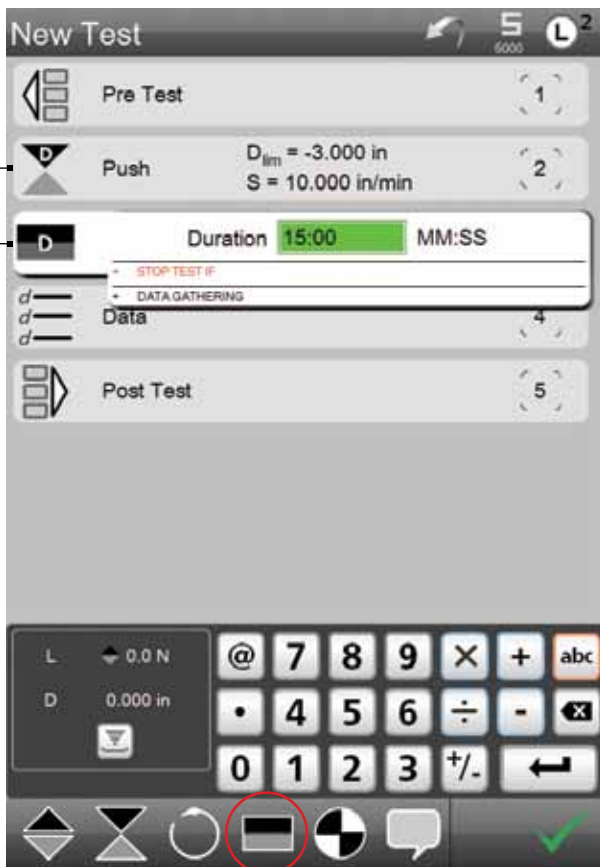 New Test
S
6000
L 2
Pre Test 1
D
Push Dlim = -3.000 in 2
S = 10.000 in/min
D Duration 15:00 MM:SS
+ STOP TEST IF
+ DATA GATHERING
d
d Data 4
d
Post Test 5
L 0.0 N @ 7 8 9 × + abc
D 0.000 in • 4 5 6 ÷ -
0 1 2 3 +/-